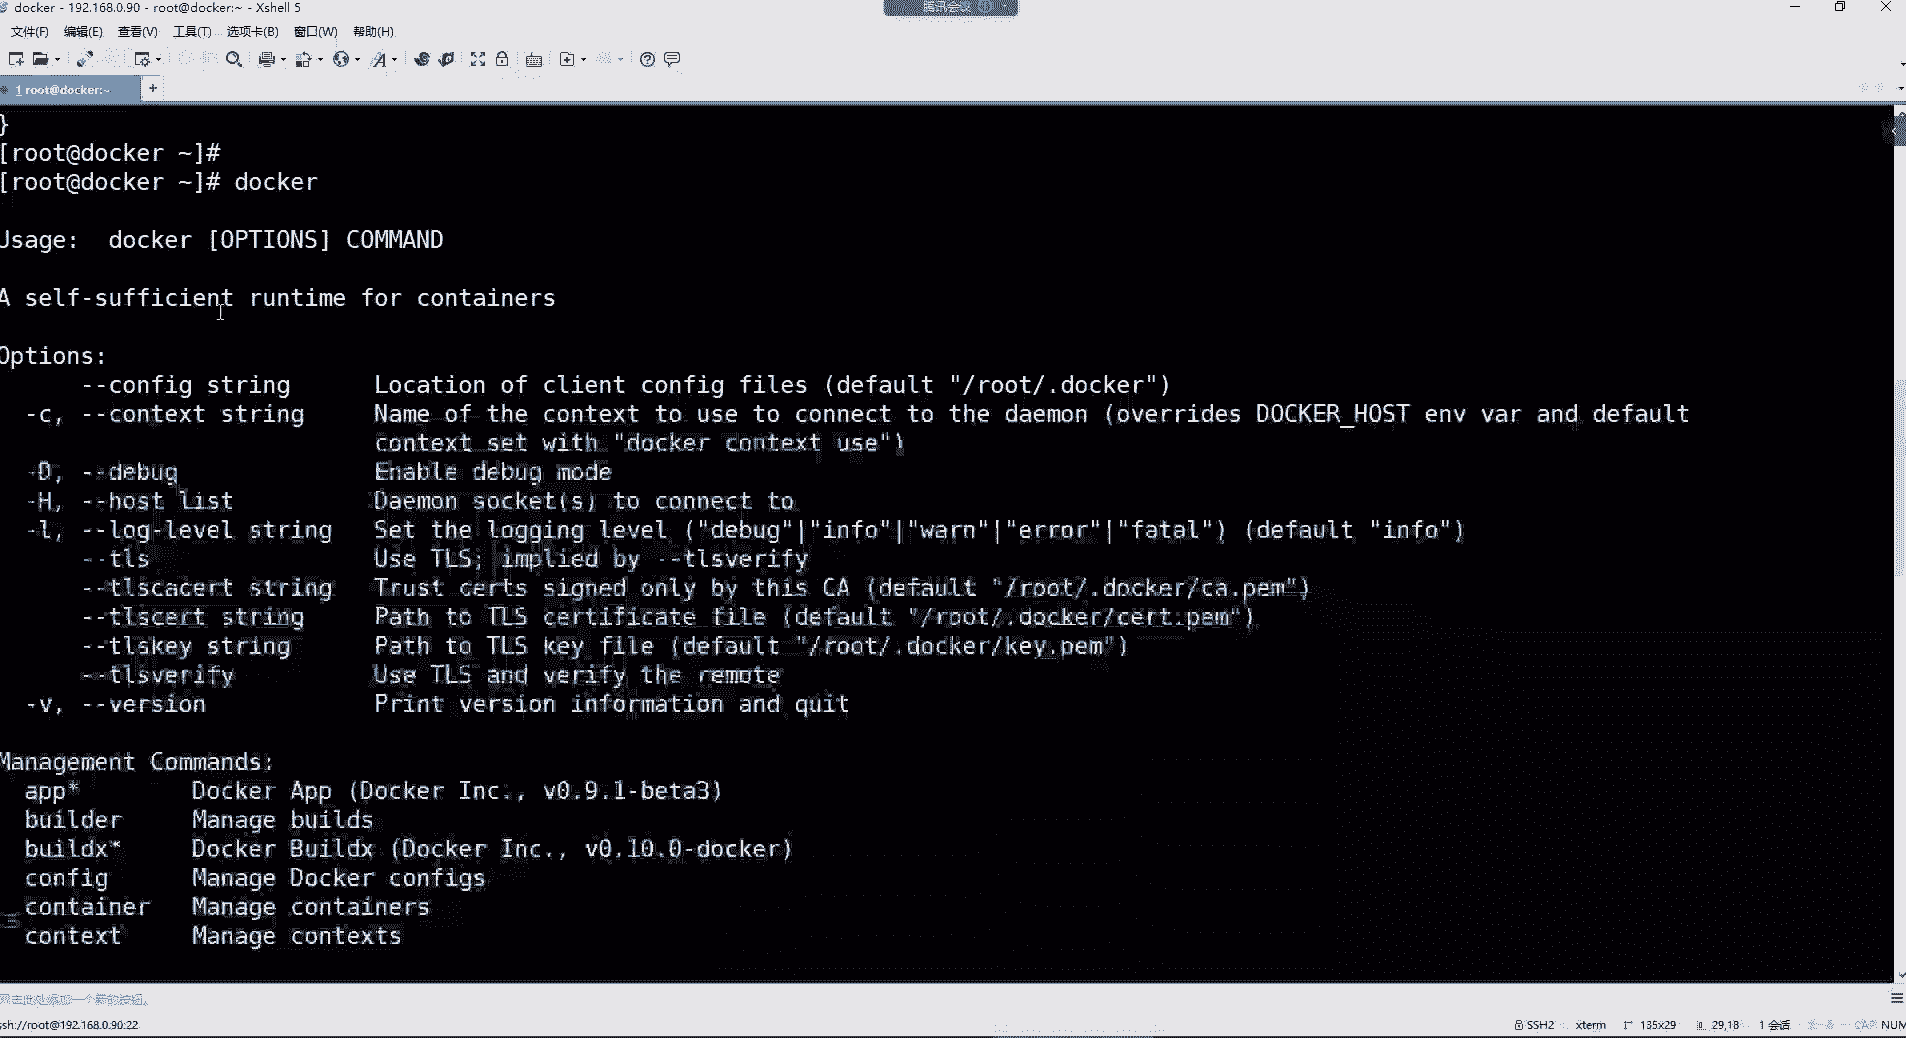 docker - 192.168.0.90 - root@docker:~ - Xshell 5
腾讯会议
文件(F) 编辑(E) 查看(V) 工具(T) 选项卡(B) 窗口(W) 帮助(H)
1 root@docker:~ +
}
[root@docker ~]#
[root@docker ~]# docker
Usage:  docker [OPTIONS] COMMAND
A self-sufficient runtime for containers
Options:
--config string Location of client config files (default "/root/.docker")
-c, --context string Name of the context to use to connect to the daemon (overrides DOCKER_HOST env var and default
context set with "docker context use")
-D, --debug Enable debug mode
-H, --host list Daemon socket(s) to connect to
-l, --log-level string Set the logging level ("debug"|"info"|"warn"|"error"|"fatal") (default "info")
--tls Use TLS; implied by --tlsverify
--tlscacert string Trust certs signed only by this CA (default "/root/.docker/ca.pem")
--tlscert string Path to TLS certificate file (default "/root/.docker/cert.pem")
--tlskey string Path to TLS key file (default "/root/.docker/key.pem")
--tlsverify Use TLS and verify the remote
-v, --version Print version information and quit
Management Commands:
app* Docker App (Docker Inc., v0.9.1-beta3)
builder Manage builds
buildx* Docker Buildx (Docker Inc., v0.10.0-docker)
config Manage Docker configs
container Manage containers
context Manage contexts
ssh://root@192.168.0.90:22 SSH2 xterm 135x29 29,18 1 会话 CAP NUM